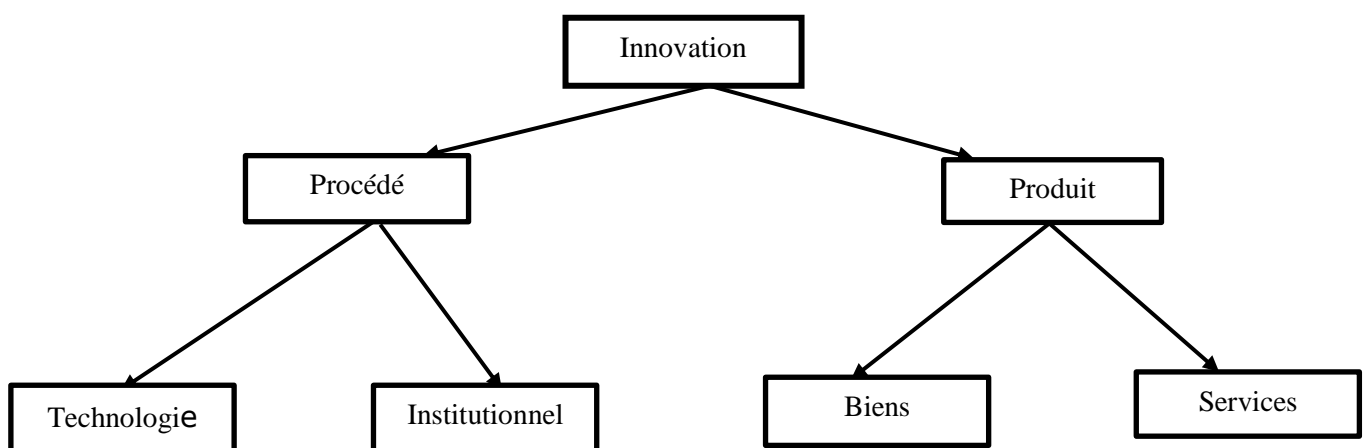 Innovation
Procédé
Produit
Technologie
Institutionnel
Biens
Services